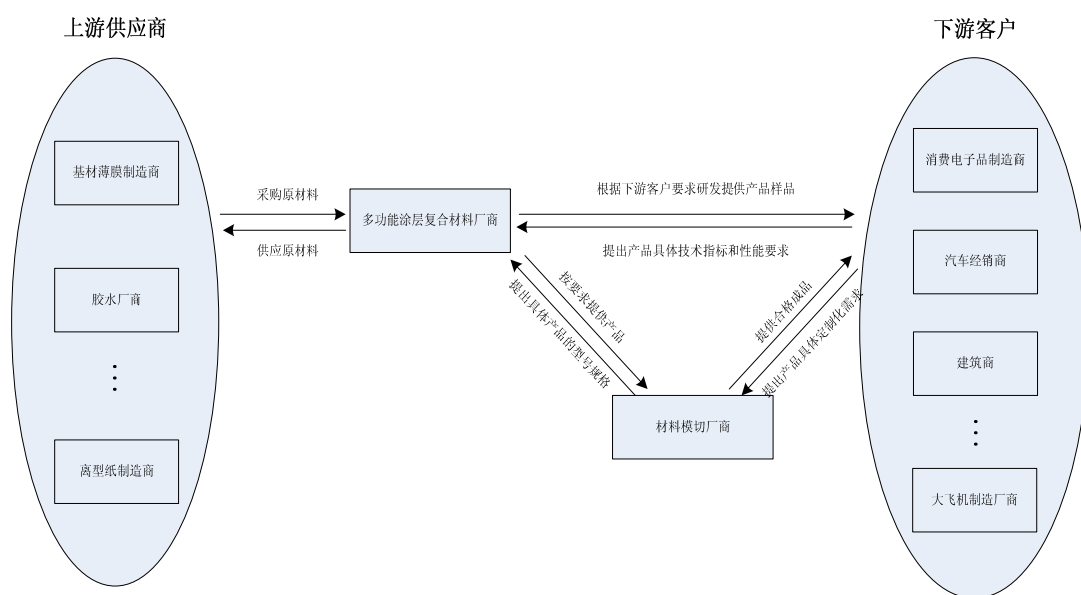 上游供应商
下游客户
基材薄膜制造商
胶水厂商
离型纸制造商
采购原材料
供应原材料
多功能涂层复合材料厂商
根据下游客户要求研发提供产品样品
提出产品具体技术指标和性能要求
按要求提供产品
提出具体产品的型号规格
提供合格成品
提出产品具体定制化需求
材料模切厂商
消费电子品制造商
汽车经销商
建筑商
大飞机制造厂商